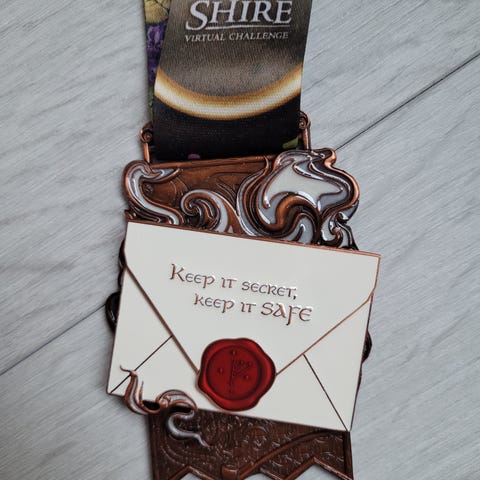 SHIRE
VIRTUAL CHALLENGE
Keep it secret,
keep it SAFE